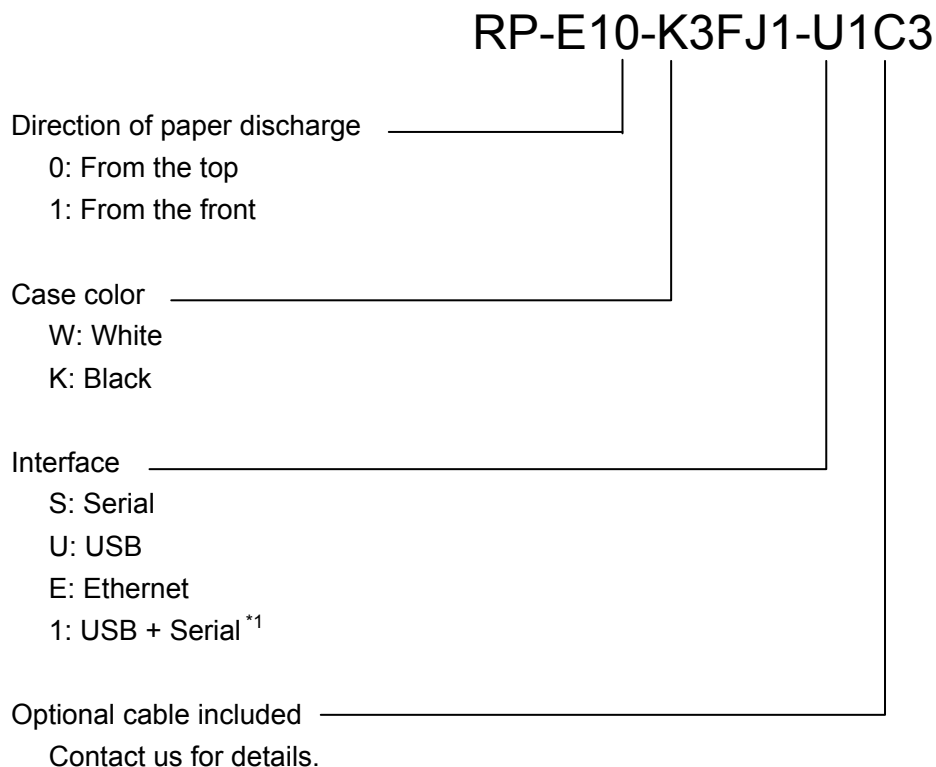 RP-E10-K3FJ1-U1C3
Direction of paper discharge
0: From the top
1: From the front
Case color
W: White
K: Black
Interface
S: Serial
U: USB
E: Ethernet
1: USB + Serial *1
Optional cable included
Contact us for details.